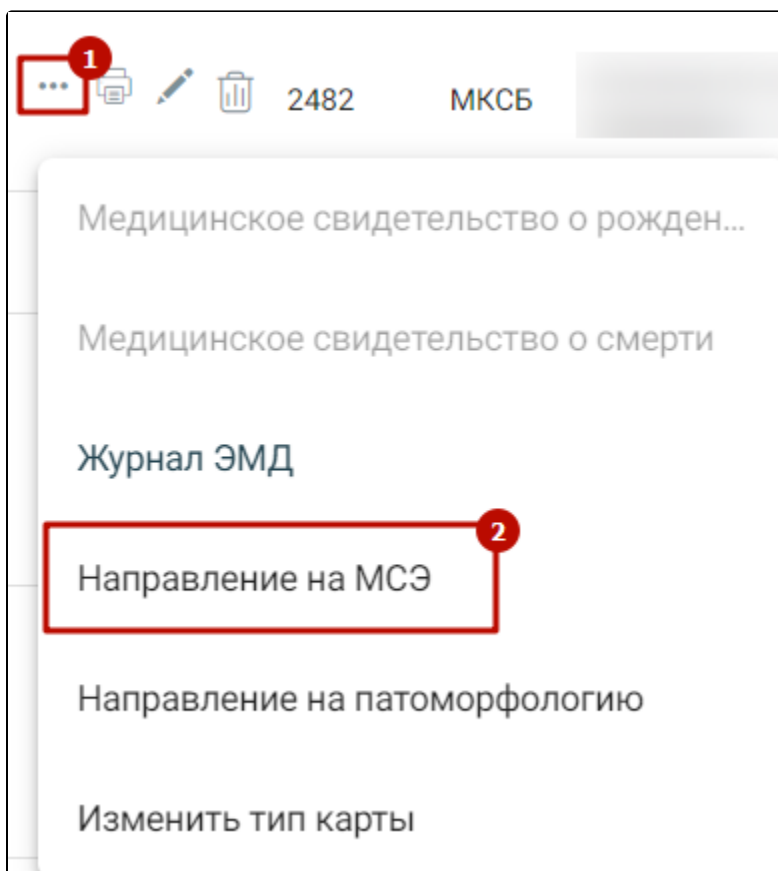 1
... 2482 МКСБ
Медицинское свидетельство о рожден...
Медицинское свидетельство о смерти
Журнал ЭМД
2
Направление на МСЭ
Направление на патоморфологию
Изменить тип карты